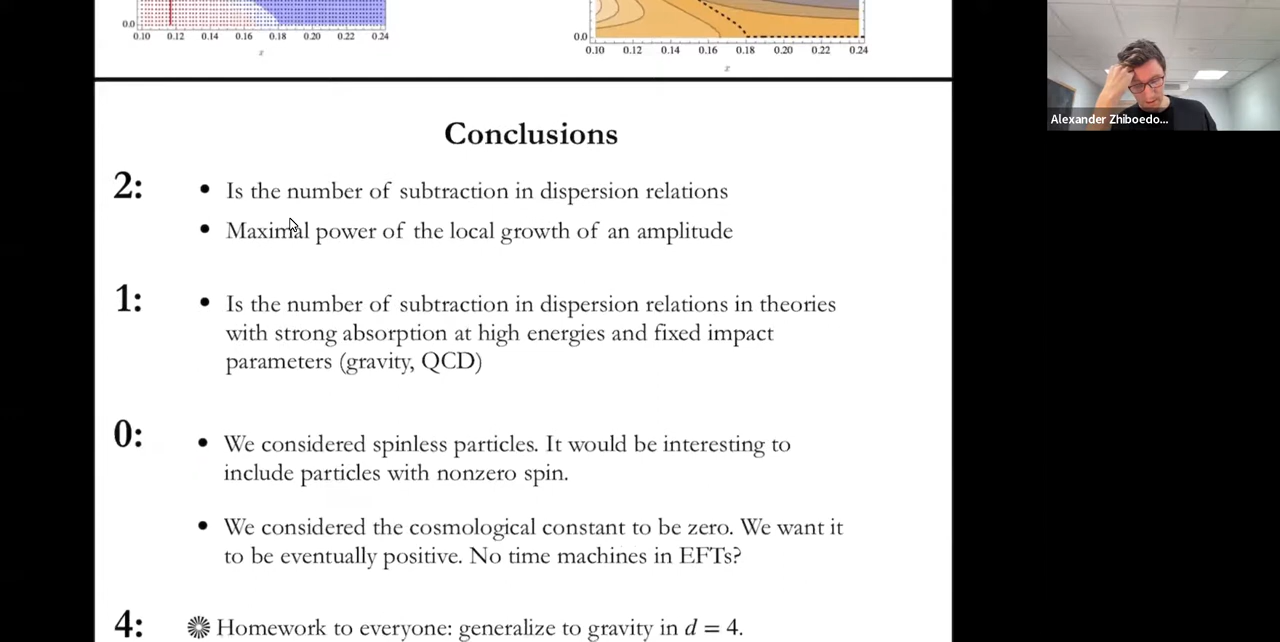 0.0
0.10 0.12 0.14 0.16 0.18 0.20 0.22 0.24
z
0.0
0.10 0.12 0.14 0.16 0.18 0.20 0.22 0.24
z
Alexander Zhiboedo...
Conclusions
2: • Is the number of subtraction in dispersion relations
• Maximal power of the local growth of an amplitude
1: • Is the number of subtraction in dispersion relations in theories
with strong absorption at high energies and fixed impact
parameters (gravity, QCD)
0: • We considered spinless particles. It would be interesting to
include particles with nonzero spin.
• We considered the cosmological constant to be zero. We want it
to be eventually positive. No time machines in EFTs?
4: Homework to everyone: generalize to gravity in d = 4.